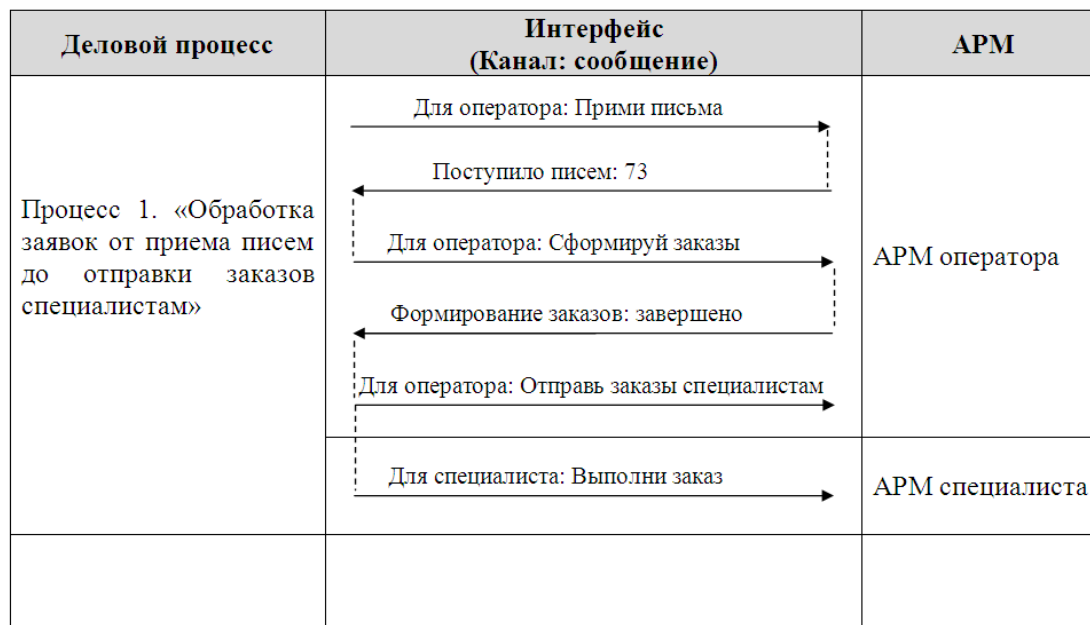 Деловой процесс
Интерфейс
(Канал: сообщение)
АРМ
Для оператора: Прими письма
Поступило писем: 73
Процесс 1. «Обработка
заявок от приема писем
до отправки заказов
специалистам»
Для оператора: Сформируй заказы
АРМ оператора
Формирование заказов: завершено
Для оператора: Отправь заказы специалистам
Для специалиста: Выполни заказ
АРМ специалиста